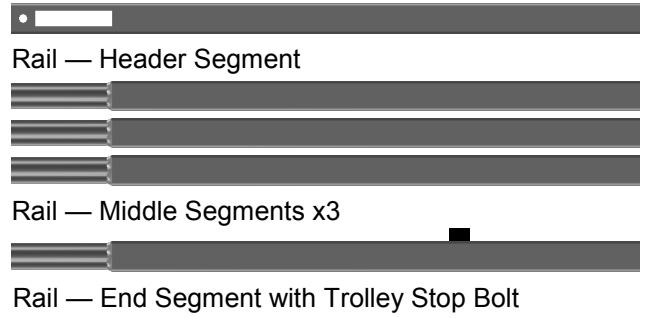 Rail — Header Segment
Rail — Middle Segments x3
Rail — End Segment with Trolley Stop Bolt